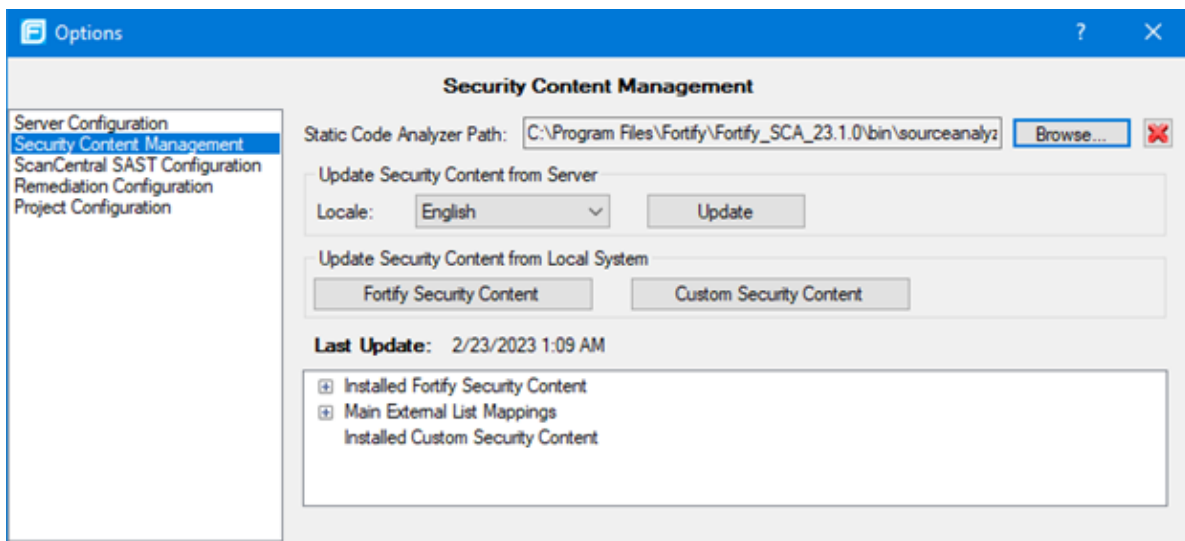 Options
Security Content Management
Server Configuration
Security Content Management
ScanCentral SAST Configuration
Remediation Configuration
Project Configuration
Static Code Analyzer Path: C:\Program Files\Fortify\Fortify_SCA_23.1.0\bin\sourceanalyz Browse...
Update Security Content from Server
Locale: English Update
Update Security Content from Local System
Fortify Security Content Custom Security Content
Last Update: 2/23/2023 1:09 AM
Installed Fortify Security Content
Main External List Mappings
Installed Custom Security Content